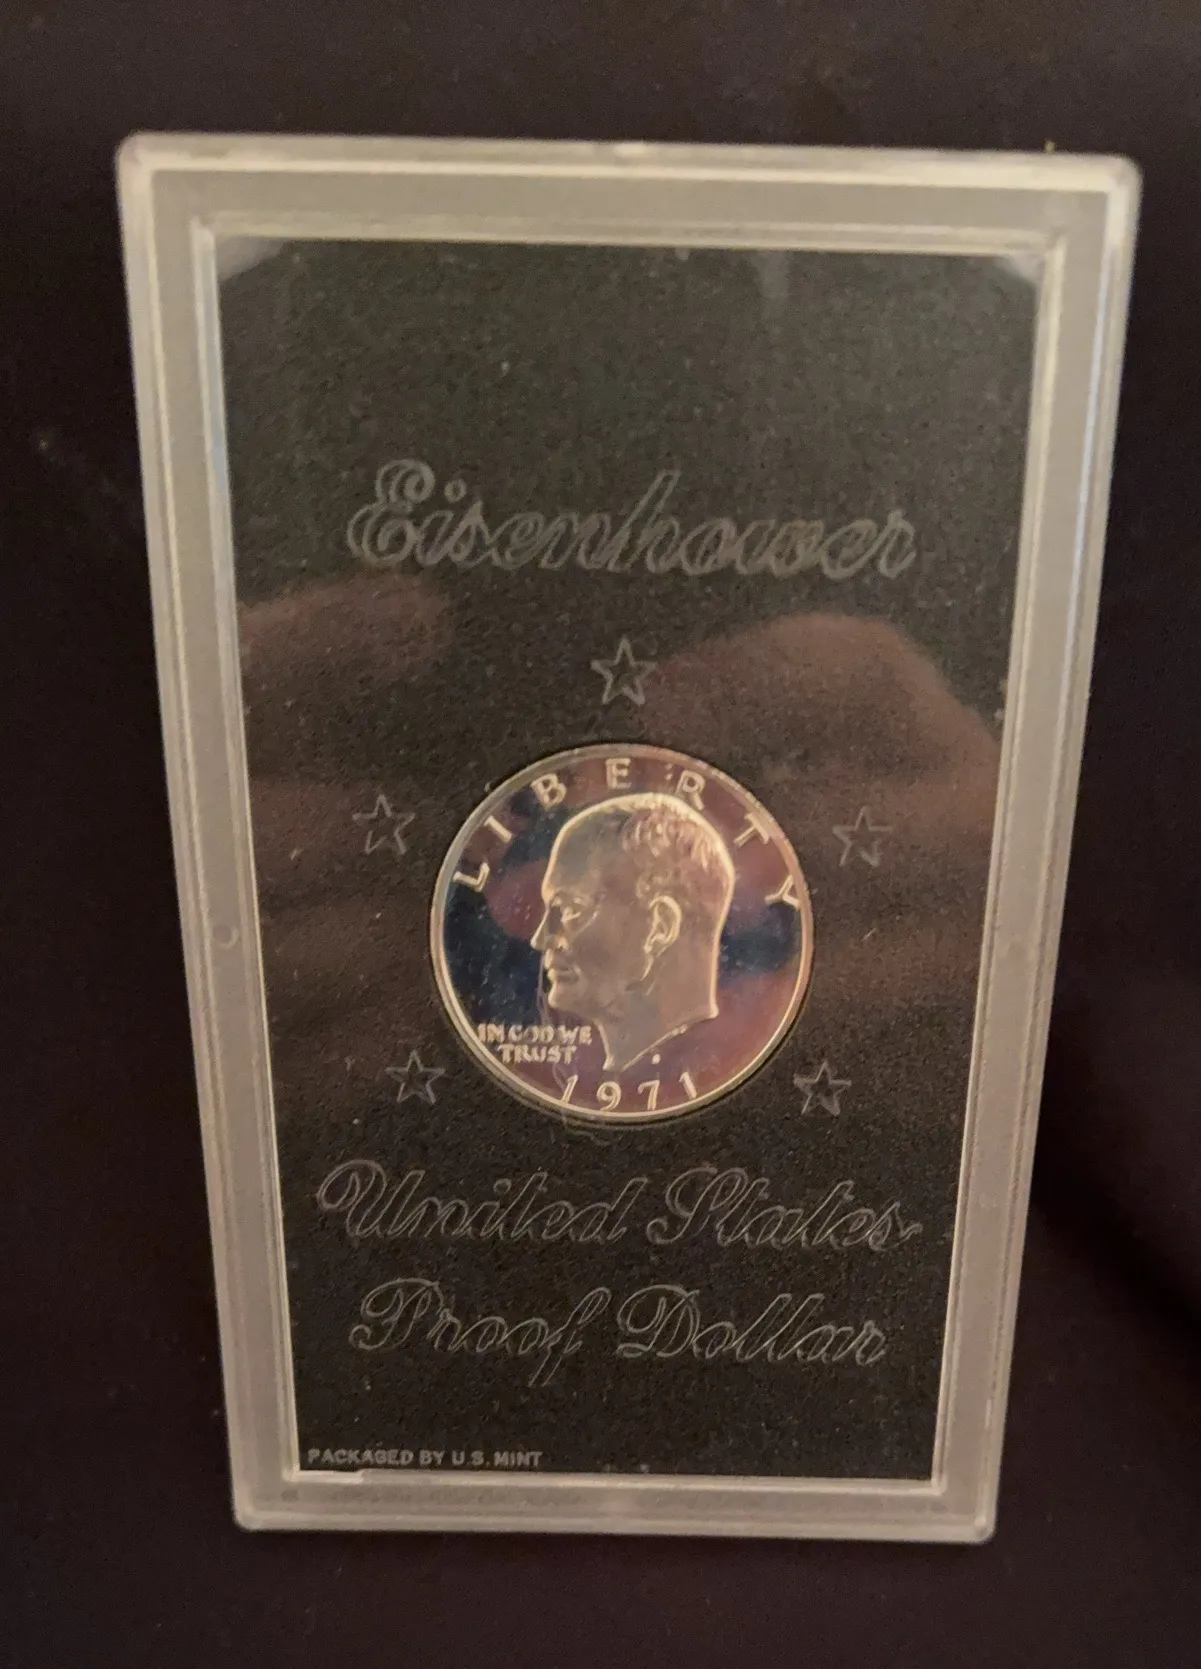 Eisenhower
LIBERTY
IN GOD WE
TRUST
1971
United States
Proof Dollar
PACKAGED BY U.S. MINT